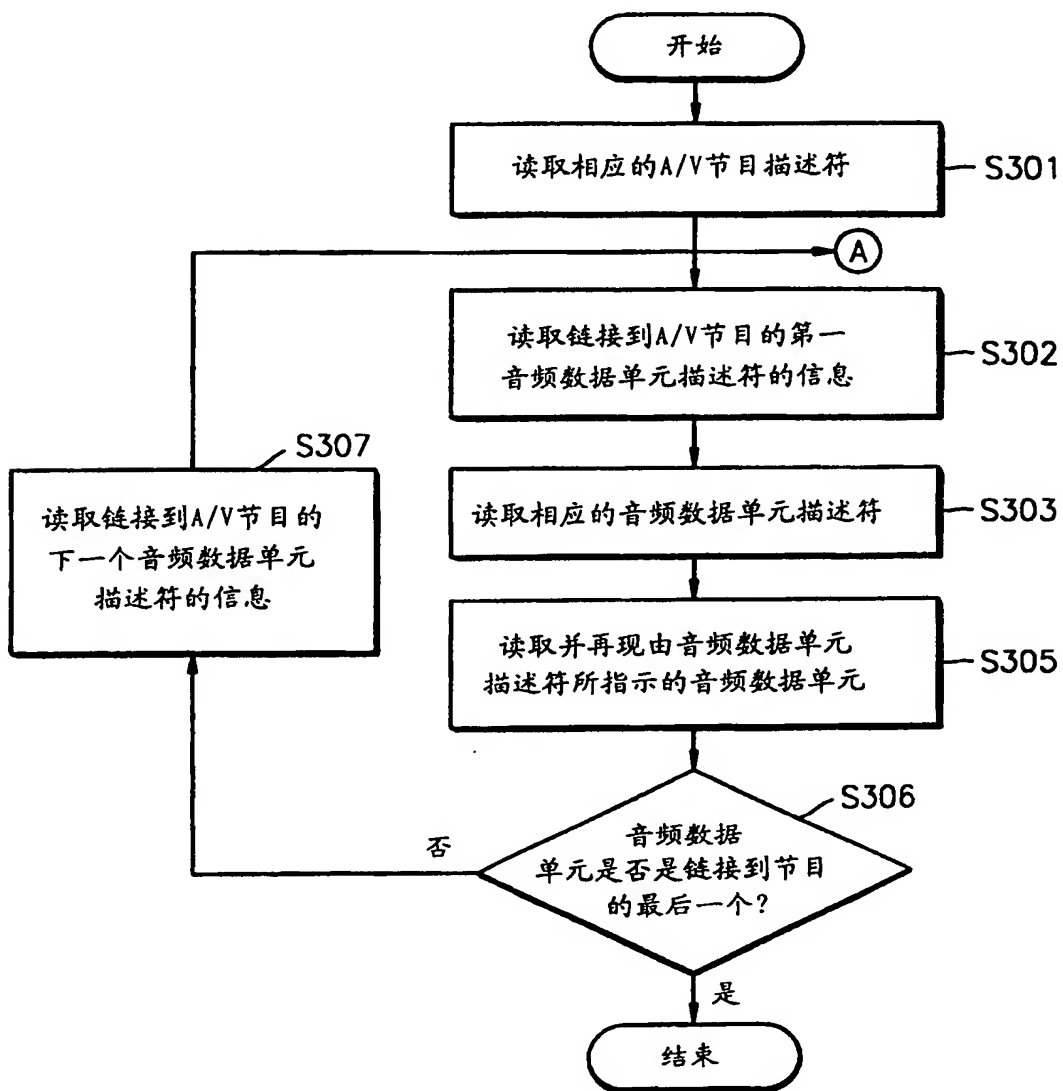 开始
读取相应的A/V节目描述符
S301
A
读取链接到A/V节目的第一
音频数据单元描述符的信息
S302
S307
读取链接到A/V节目的
下一个音频数据单元
描述符的信息
读取相应的音频数据单元描述符
S303
读取并再现由音频数据单元
描述符所指示的音频数据单元
S305
S306
音频数据
单元是否是链接到节目
的最后一个?
否
是
结束